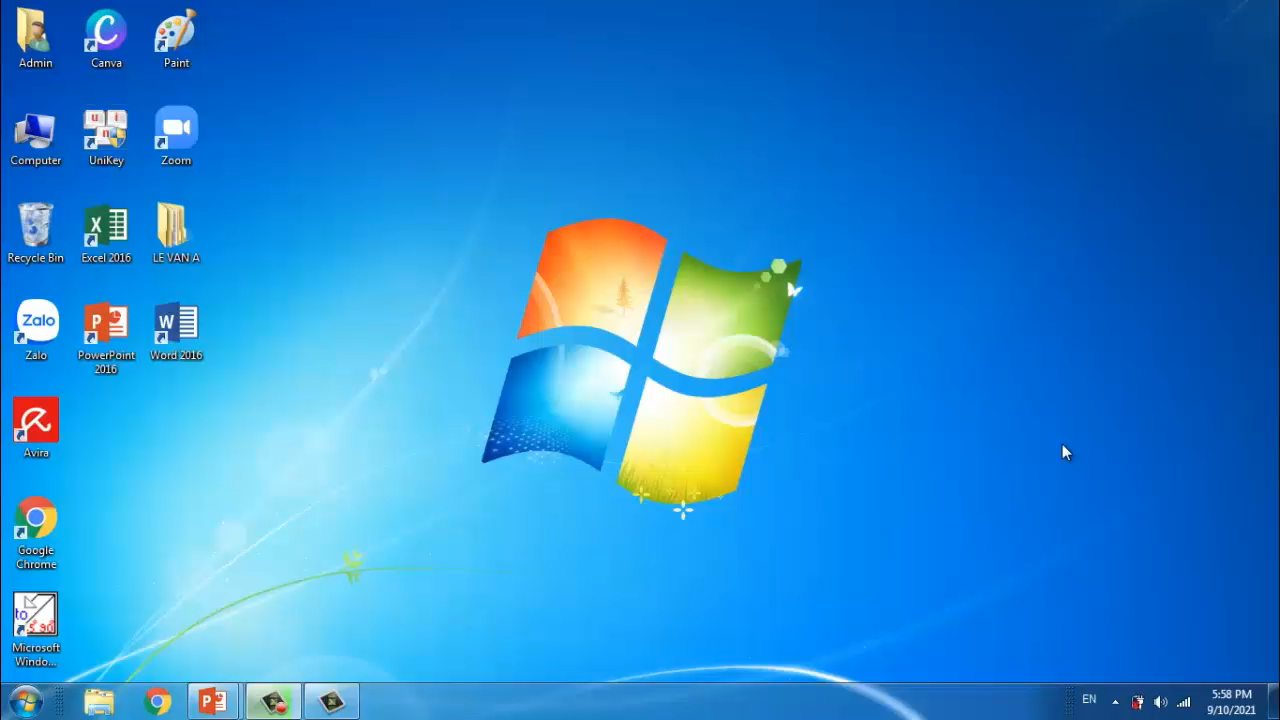 Admin
Canva
Paint
Computer
UniKey
Zoom
Recycle Bin
Excel 2016
LE VAN A
Zalo
Zalo
PowerPoint
2016
Word 2016
Avira
Google
Chrome
Microsoft
Windo...
EN
5:58 PM
9/10/2021